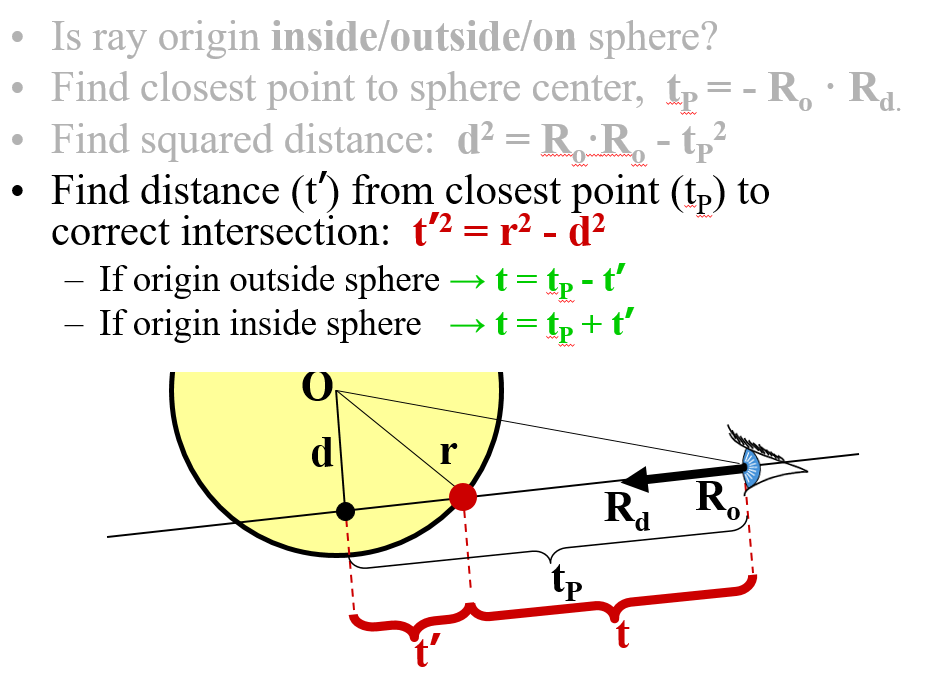 • Is ray origin inside/outside/on sphere?
• Find closest point to sphere center, tP = - Ro · Rd.
• Find squared distance: d² = Ro·Ro - tP²
• Find distance (t′) from closest point (tP) to
correct intersection: t′² = r² - d²
– If origin outside sphere → t = tP - t′
– If origin inside sphere → t = tP + t′
O
d
r
Rd
Ro
tP
t′
t